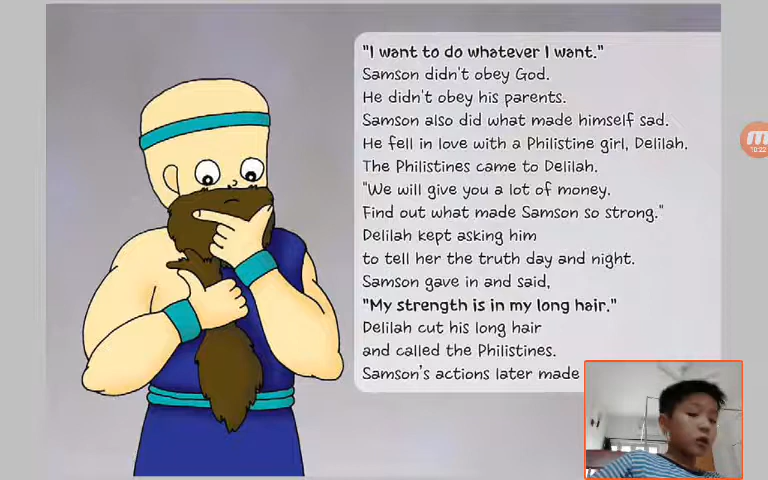 "I want to do whatever I want."
Samson didn't obey God.
He didn't obey his parents.
Samson also did what made himself sad.
He fell in love with a Philistine girl, Delilah.
The Philistines came to Delilah.
"We will give you a lot of money.
Find out what made Samson so strong."
Delilah kept asking him
to tell her the truth day and night.
Samson gave in and said,
"My strength is in my long hair."
Delilah cut his long hair
and called the Philistines.
Samson's actions later made
10:22